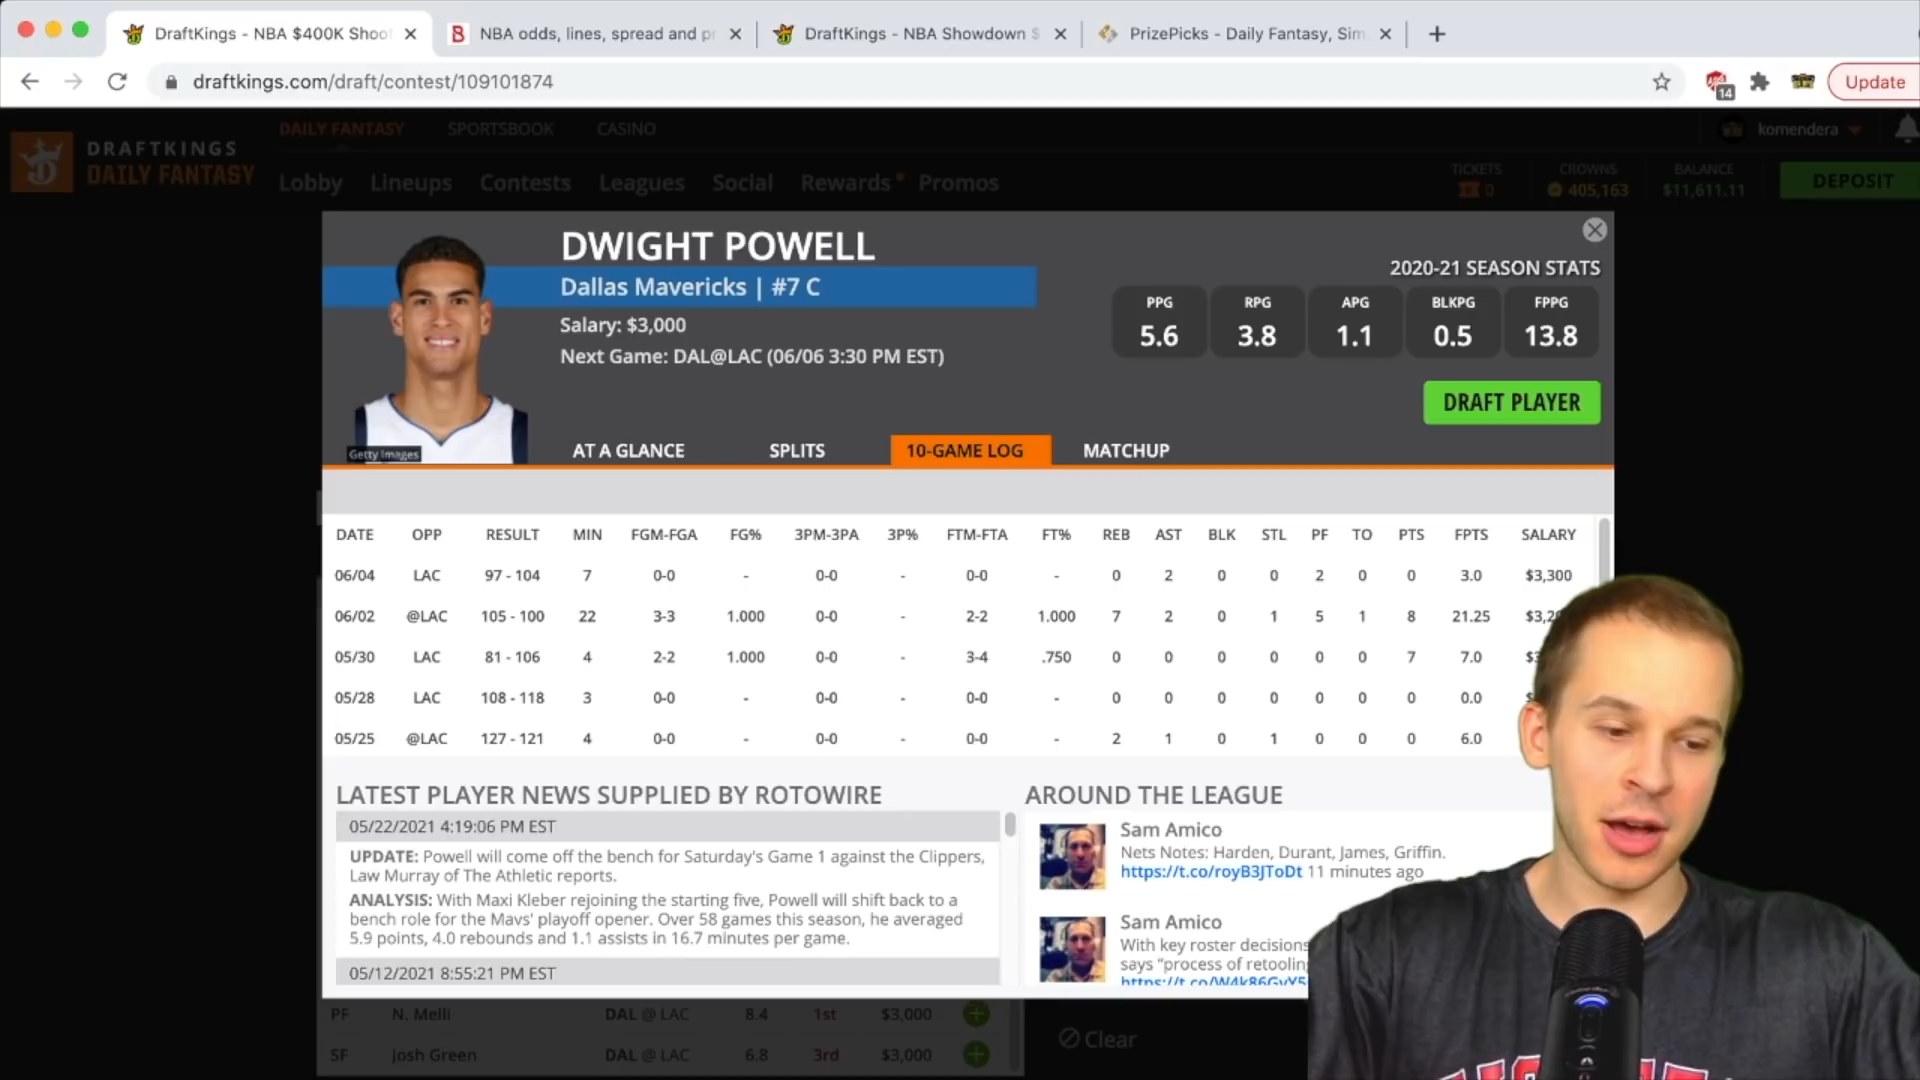 DraftKings - NBA $400K Shoo
NBA odds, lines, spread and pr
DraftKings - NBA Showdown $
PrizePicks - Daily Fantasy, Sim
draftkings.com/draft/contest/109101874
14
Update
DRAFTKINGS
DAILY FANTASY
DAILY FANTASY SPORTSBOOK CASINO
komendera
Lobby Lineups Contests Leagues Social Rewards Promos
TICKETS 0
CROWNS 405,163
BALANCE $11,611.11
DEPOSIT
DWIGHT POWELL
Dallas Mavericks | #7 C
Salary: $3,000
Next Game: DAL@LAC (06/06 3:30 PM EST)
Getty Images
2020-21 SEASON STATS
PPG RPG APG BLKPG FPPG
5.6 3.8 1.1 0.5 13.8
DRAFT PLAYER
AT A GLANCE SPLITS 10-GAME LOG MATCHUP
DATE OPP RESULT MIN FGM-FGA FG% 3PM-3PA 3P% FTM-FTA FT% REB AST BLK STL PF TO PTS FPTS SALARY
06/04 LAC 97 - 104 7 0-0 - 0-0 - 0-0 - 0 2 0 0 2 0 0 3.0 $3,300
06/02 @LAC 105 - 100 22 3-3 1.000 0-0 - 2-2 1.000 7 2 0 1 5 1 8 21.25 $3,2
05/30 LAC 81 - 106 4 2-2 1.000 0-0 - 3-4 .750 0 0 0 0 0 0 7 7.0
05/28 LAC 108 - 118 3 0-0 - 0-0 - 0-0 - 0 0 0 0 0 0 0 0.0
05/25 @LAC 127 - 121 4 0-0 - 0-0 - 0-0 - 2 1 0 1 0 0 0 6.0
LATEST PLAYER NEWS SUPPLIED BY ROTOWIRE
05/22/2021 4:19:06 PM EST
UPDATE: Powell will come off the bench for Saturday's Game 1 against the Clippers,
Law Murray of The Athletic reports.
ANALYSIS: With Maxi Kleber rejoining the starting five, Powell will shift back to a
bench role for the Mavs' playoff opener. Over 58 games this season, he averaged
5.9 points, 4.0 rebounds and 1.1 assists in 16.7 minutes per game.
05/12/2021 8:55:21 PM EST
AROUND THE LEAGUE
Sam Amico
Nets Notes: Harden, Durant, James, Griffin.
https://t.co/royB3JToDt 11 minutes ago
Sam Amico
With key roster decisions
says "process of retooling
PF N. Melli DAL @ LAC 8.4 1st $3,000
SF Josh Green DAL @ LAC 6.8 3rd $3,000
Clear